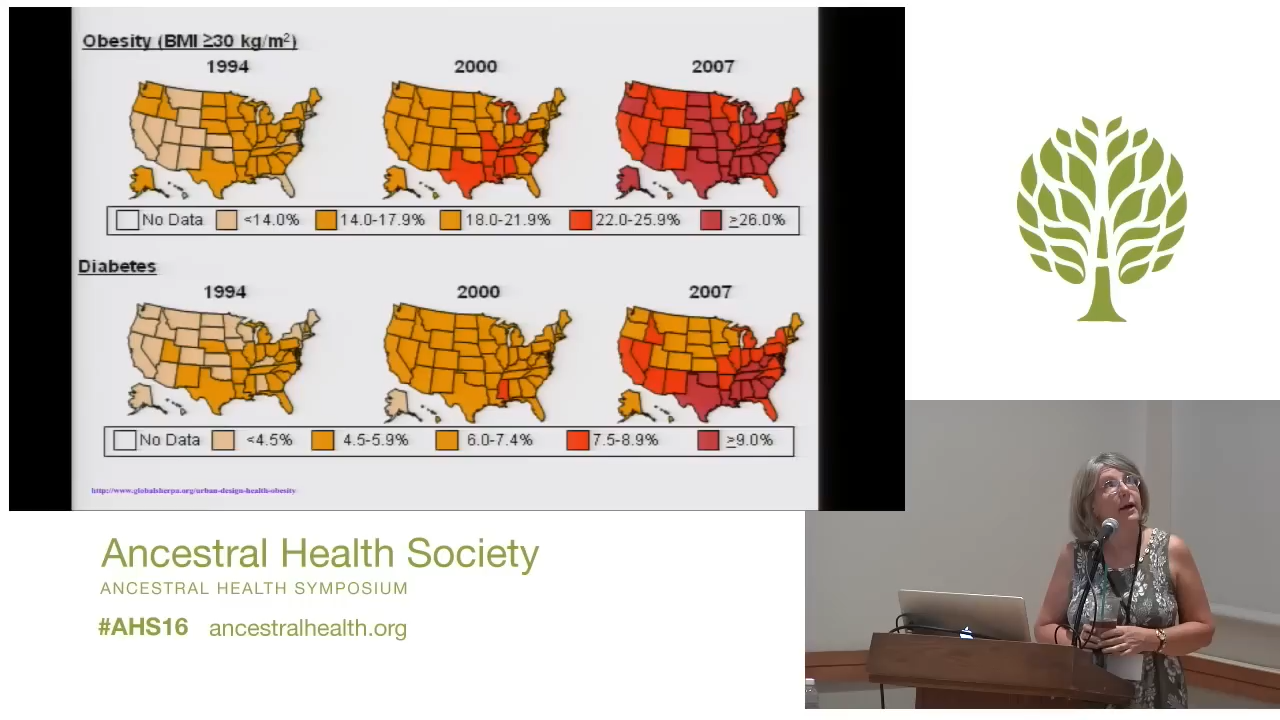 Obesity (BMI ≥30 kg/m²)
1994 2000 2007
No Data <14.0% 14.0-17.9% 18.0-21.9% 22.0-25.9% ≥26.0%
Diabetes
1994 2000 2007
No Data <4.5% 4.5-5.9% 6.0-7.4% 7.5-8.9% ≥9.0%
http://www.globalsherpa.org/urban-design-health-obesity
Ancestral Health Society
ANCESTRAL HEALTH SYMPOSIUM
#AHS16 ancestralhealth.org